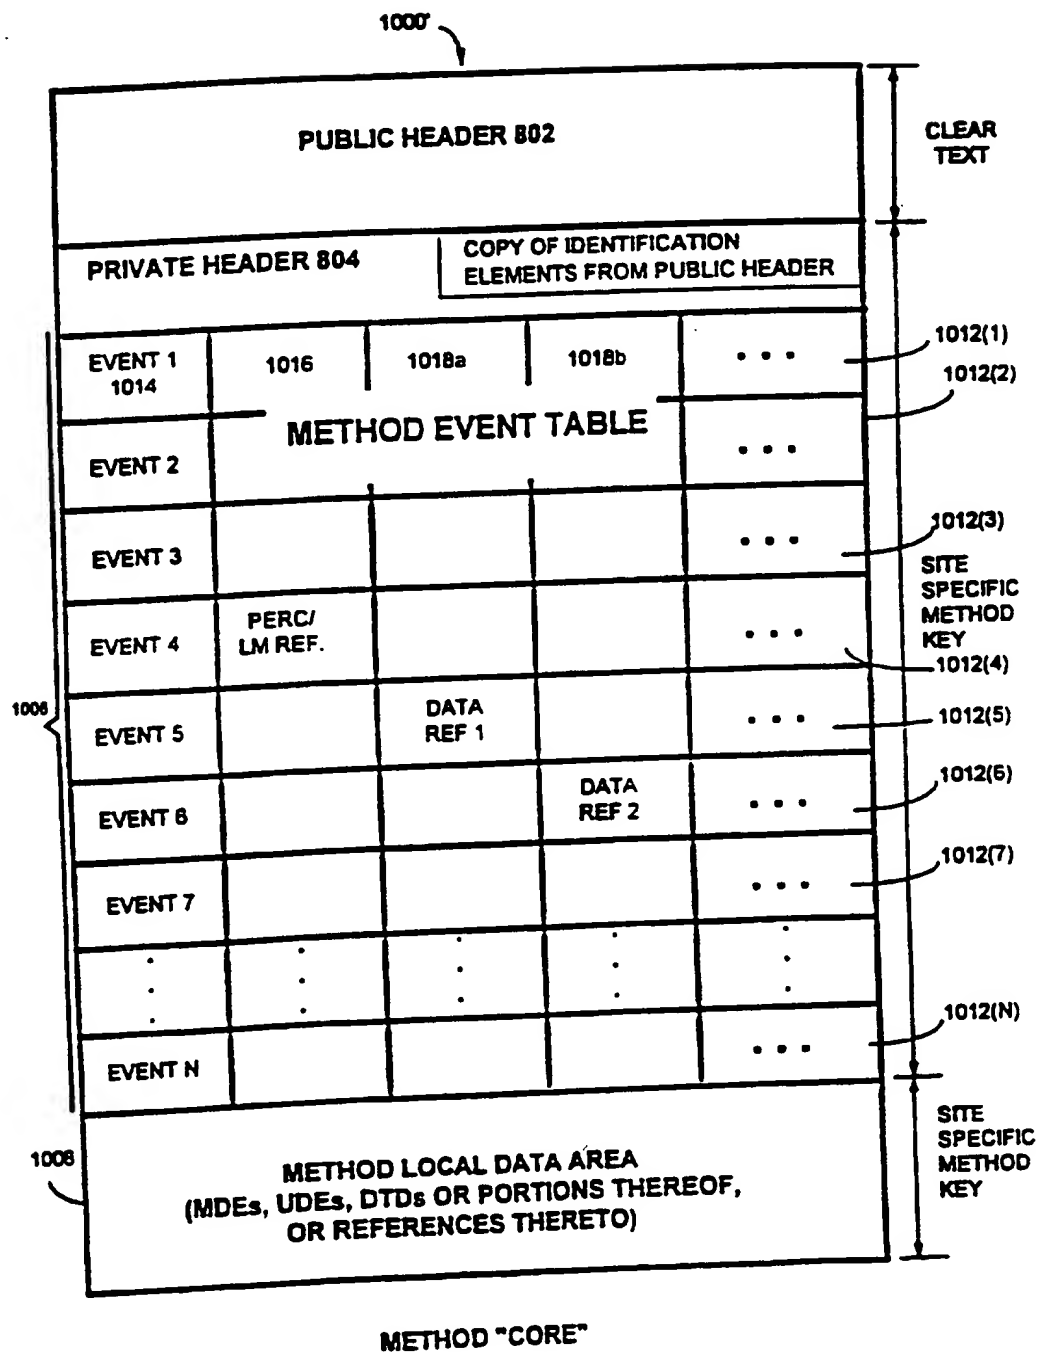 1000'
PUBLIC HEADER 802
CLEAR
TEXT
PRIVATE HEADER 804
COPY OF IDENTIFICATION
ELEMENTS FROM PUBLIC HEADER
EVENT 1
1014
1016
1018a
1018b
• • •
1012(1)
1012(2)
METHOD EVENT TABLE
EVENT 2
• • •
EVENT 3
• • •
1012(3)
SITE
SPECIFIC
METHOD
KEY
EVENT 4
PERC/
LM REF.
• • •
1012(4)
1006
EVENT 5
DATA
REF 1
• • •
1012(5)
EVENT 6
DATA
REF 2
• • •
1012(6)
EVENT 7
• • •
1012(7)
EVENT N
• • •
1012(N)
1008
METHOD LOCAL DATA AREA
(MDEs, UDEs, DTDs OR PORTIONS THEREOF,
OR REFERENCES THERETO)
SITE
SPECIFIC
METHOD
KEY
METHOD "CORE"